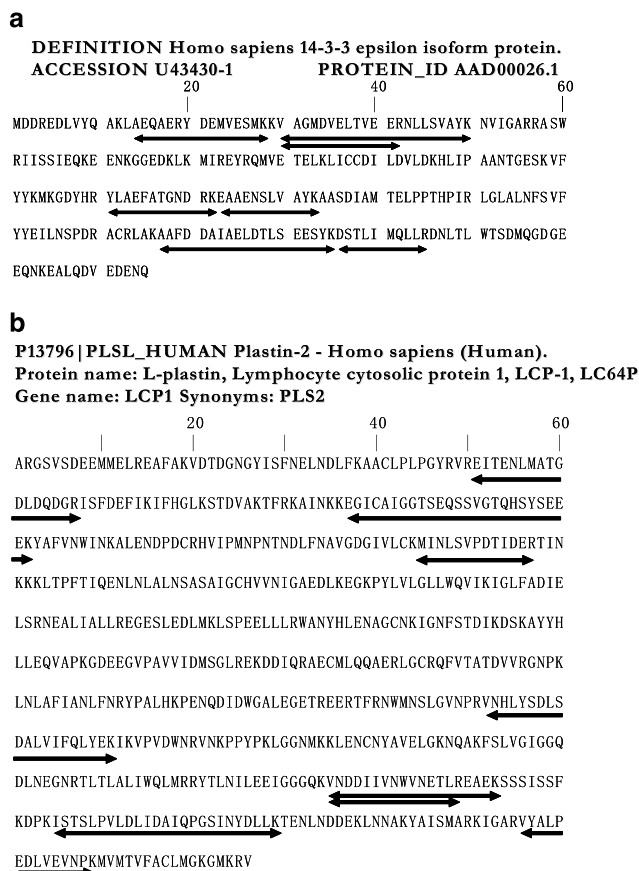 a
DEFINITION Homo sapiens 14-3-3 epsilon isoform protein.
ACCESSION U43430-1 PROTEIN_ID AAD00026.1
20 40 60
MDDREDLVYQ AKLAEQAERY DEMVESMKKV AGMDVELTVE ERNLLSVAYK NVIGARRASW
RIISSIEQKE ENKGGEDKLK MIREYRQMVE TELKLICCDI LDVLDKHLIP AANTGESKVF
YYKMKGDYHR YLAEFATGND RKEAAENSLV AYKAASDIAM TELPPTHPIR LGLALNFSVF
YYEILNSPDR ACRLAKAAFD DAIAELDTLS EESYKDSTLI MQLLRDNLTL WTSDMQGDGE
EQNKEALQDV EDENQ
b
P13796|PLSL_HUMAN Plastin-2 - Homo sapiens (Human).
Protein name: L-plastin, Lymphocyte cytosolic protein 1, LCP-1, LC64P
Gene name: LCP1 Synonyms: PLS2
20 40 60
ARGSVSDEEMMELREAFAKVDTDGNGYISFNELNDLFKAACLPLPGYRVREITENLMATG
DLDQDGRISFDEFIKIFHGLKSTDVAKTFRKAINKKEGICAIGGTSEQSSVGTQHSYSEE
EKYAFVNWINKALENDPDCRHVIPMNPNTNDLFNAVGDGIVLCKMINLSVPDTIDERTIN
KKKLTPFTIQENLNLALNSASAIGCHVVNIGAEDLKEGKPYLVLGLLWQVIKIGLFADIE
LSRNEALIALLREGESLEDLMKLSPEELLLRWANYHLENAGCNKIGNFSTDIKDSKAYYH
LLEQVAPKGDEEGVPAVVIDMSGLREKDDIQRAECMLQQAERLGCRQFVTATDVVRGNPK
LNLAFIANLFNRYPALHKPENQDIDWGALEGETREERTFRNWMNSLGVNPRVNHLYSDLS
DALVIFQLYEKIKVPVDWNRVNKPPYPKLGGNMKKLENCNYAVELGKNQAKFSLVGIGGQ
DLNEGNRTLTLALIWQLMRRYTLNILEEIGGGQKVNDDIIVNWVNETLREAEKSSSISSF
KDPKISTSLPVLDLIDAIQPGSINYDLLKTENLNDDEKLNNAKYAISMARKIGARVYALP
EDLVEVNPKMVMTVFACLMGKGMKRV